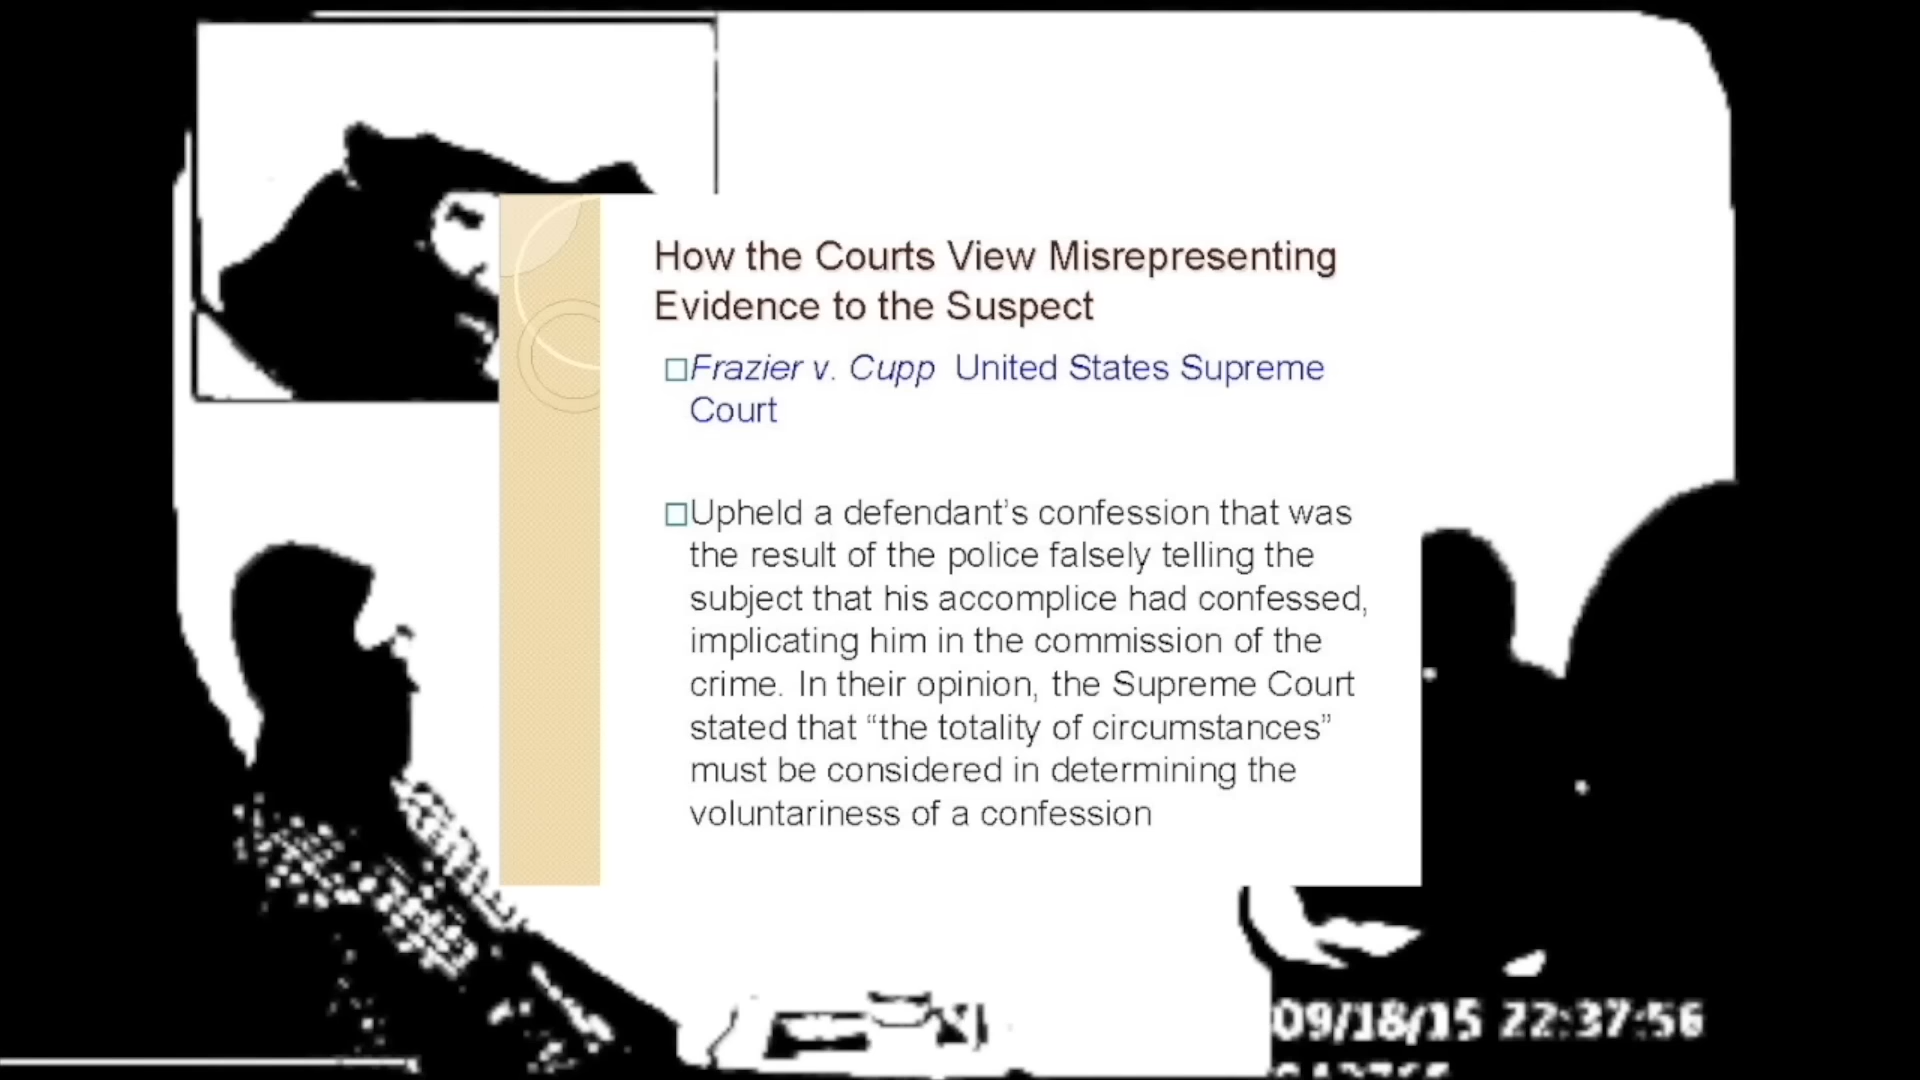 How the Courts View Misrepresenting
Evidence to the Suspect
Frazier v. Cupp United States Supreme
Court
Upheld a defendant’s confession that was
the result of the police falsely telling the
subject that his accomplice had confessed,
implicating him in the commission of the
crime. In their opinion, the Supreme Court
stated that “the totality of circumstances”
must be considered in determining the
voluntariness of a confession
09/18/15 22:37:56